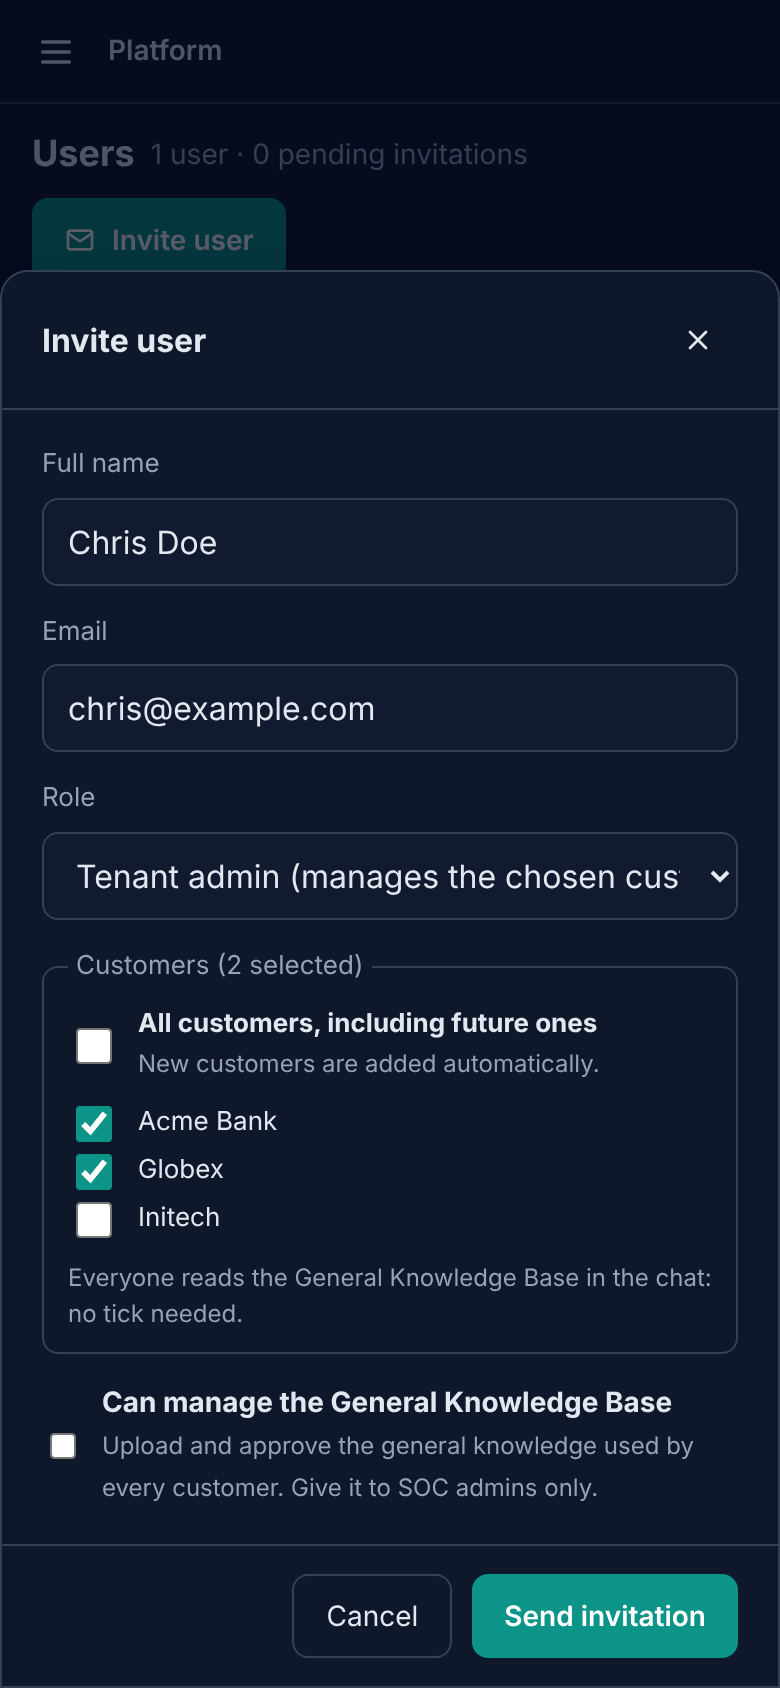 Platform
Users 1 user · 0 pending invitations
Invite user
Invite user
Full name
Chris Doe
Email
chris@example.com
Role
Tenant admin (manages the chosen cus
Customers (2 selected)
All customers, including future ones
New customers are added automatically.
Acme Bank
Globex
Initech
Everyone reads the General Knowledge Base in the chat:
no tick needed.
Can manage the General Knowledge Base
Upload and approve the general knowledge used by
every customer. Give it to SOC admins only.
Cancel
Send invitation